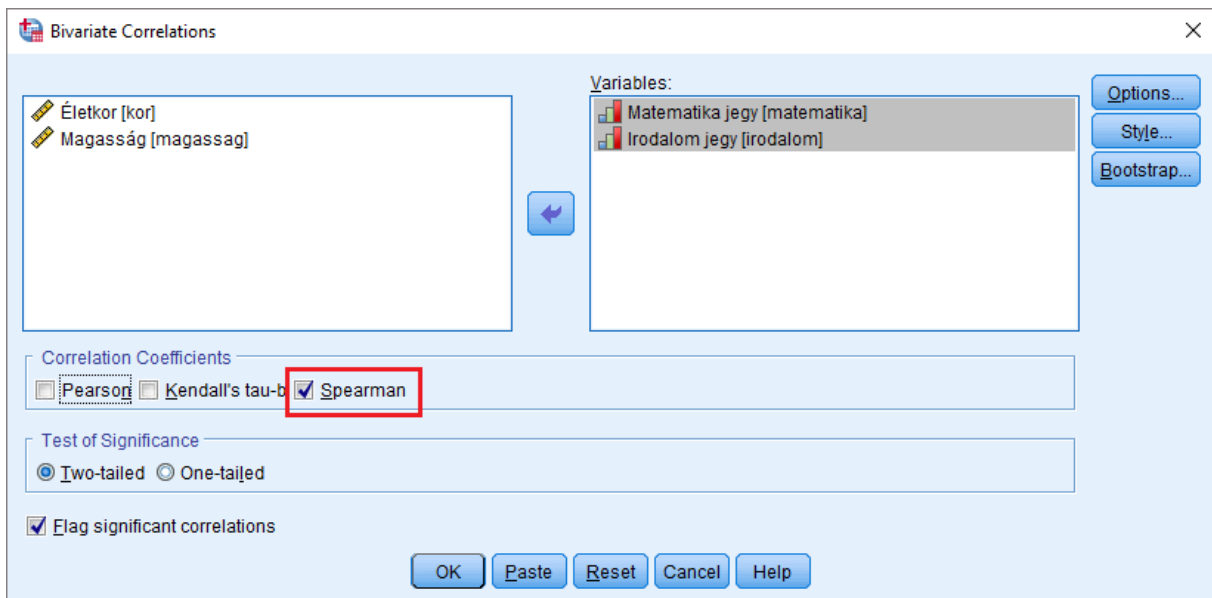 Bivariate Correlations
Variables:
Életkor [kor]
Magasság [magassag]
Matematika jegy [matematika]
Irodalom jegy [irodalom]
Options...
Style...
Bootstrap...
Correlation Coefficients
Pearson Kendall's tau-b Spearman
Test of Significance
Two-tailed One-tailed
Flag significant correlations
OK Paste Reset Cancel Help